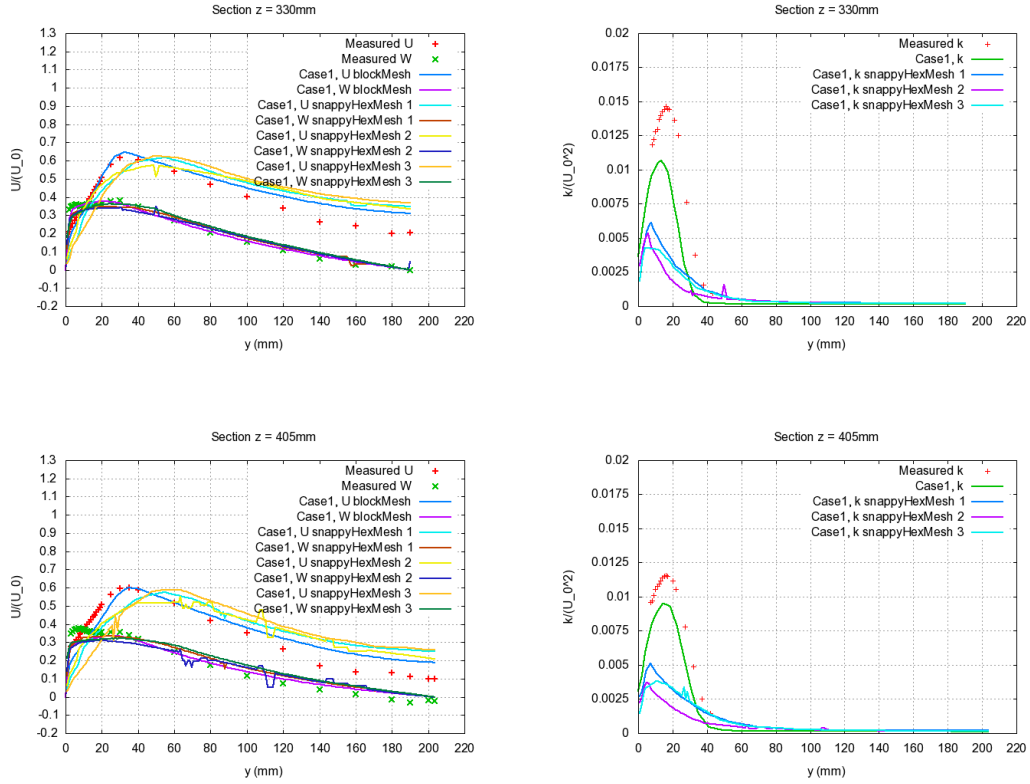 Section z = 330mm
1.3
1.2
1.1
1
0.9
0.8
0.7
0.6
0.5
0.4
0.3
0.2
0.1
0
-0.1
-0.2
U/(U_0)
Measured U
Measured W
Case1, U blockMesh
Case1, W blockMesh
Case1, U snappyHexMesh 1
Case1, W snappyHexMesh 1
Case1, U snappyHexMesh 2
Case1, W snappyHexMesh 2
Case1, U snappyHexMesh 3
Case1, W snappyHexMesh 3
0 20 40 60 80 100 120 140 160 180 200 220
y (mm)
Section z = 330mm
0.02
0.0175
0.015
0.0125
0.01
0.0075
0.005
0.0025
0
k/(U_0^2)
Measured k
Case1, k
Case1, k snappyHexMesh 1
Case1, k snappyHexMesh 2
Case1, k snappyHexMesh 3
0 20 40 60 80 100 120 140 160 180 200 220
y (mm)
Section z = 405mm
1.3
1.2
1.1
1
0.9
0.8
0.7
0.6
0.5
0.4
0.3
0.2
0.1
0
-0.1
-0.2
U/(U_0)
Measured U
Measured W
Case1, U blockMesh
Case1, W blockMesh
Case1, U snappyHexMesh 1
Case1, W snappyHexMesh 1
Case1, U snappyHexMesh 2
Case1, W snappyHexMesh 2
Case1, U snappyHexMesh 3
Case1, W snappyHexMesh 3
0 20 40 60 80 100 120 140 160 180 200 220
y (mm)
Section z = 405mm
0.02
0.0175
0.015
0.0125
0.01
0.0075
0.005
0.0025
0
k/(U_0^2)
Measured k
Case1, k
Case1, k snappyHexMesh 1
Case1, k snappyHexMesh 2
Case1, k snappyHexMesh 3
0 20 40 60 80 100 120 140 160 180 200 220
y (mm)